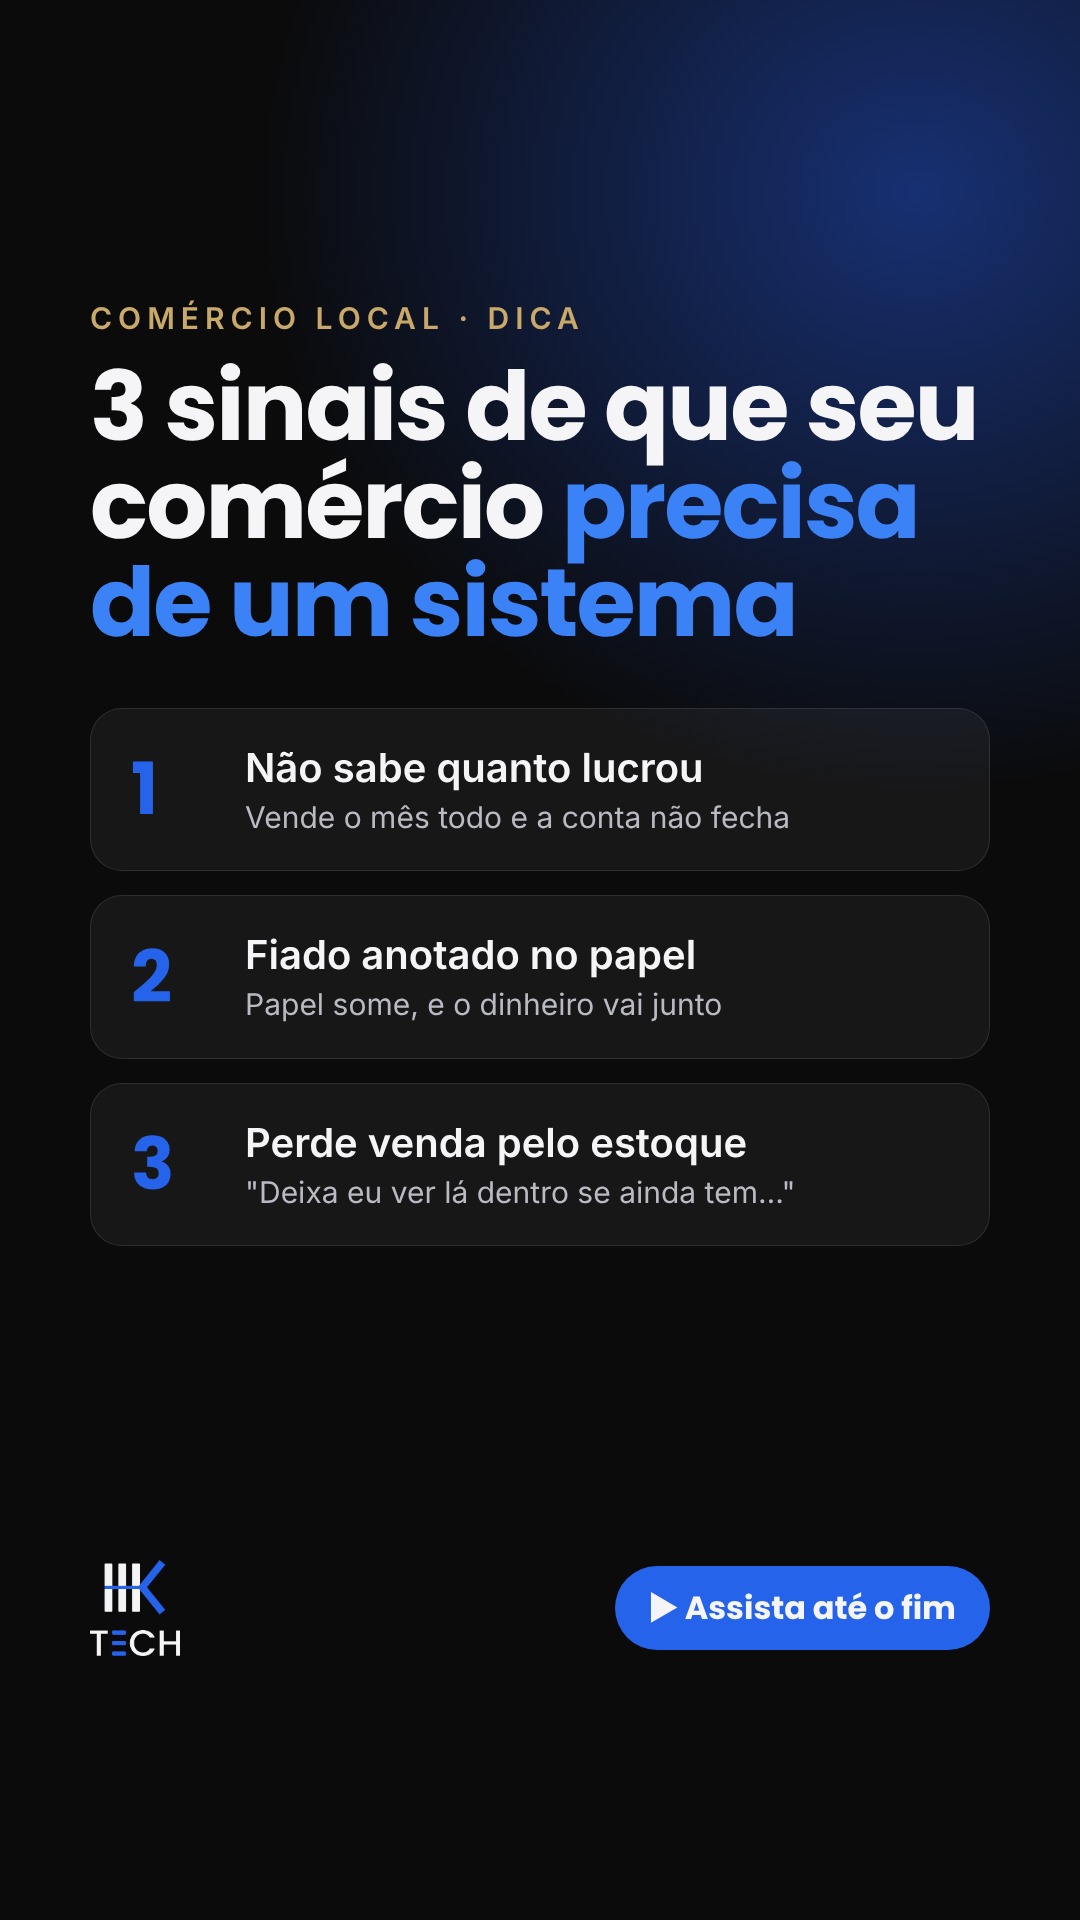 COMÉRCIO LOCAL · DICA
3 sinais de que seu
comércio precisa
de um sistema
1
Não sabe quanto lucrou
Vende o mês todo e a conta não fecha
2
Fiado anotado no papel
Papel some, e o dinheiro vai junto
3
Perde venda pelo estoque
"Deixa eu ver lá dentro se ainda tem..."
K
TECH
▶ Assista até o fim